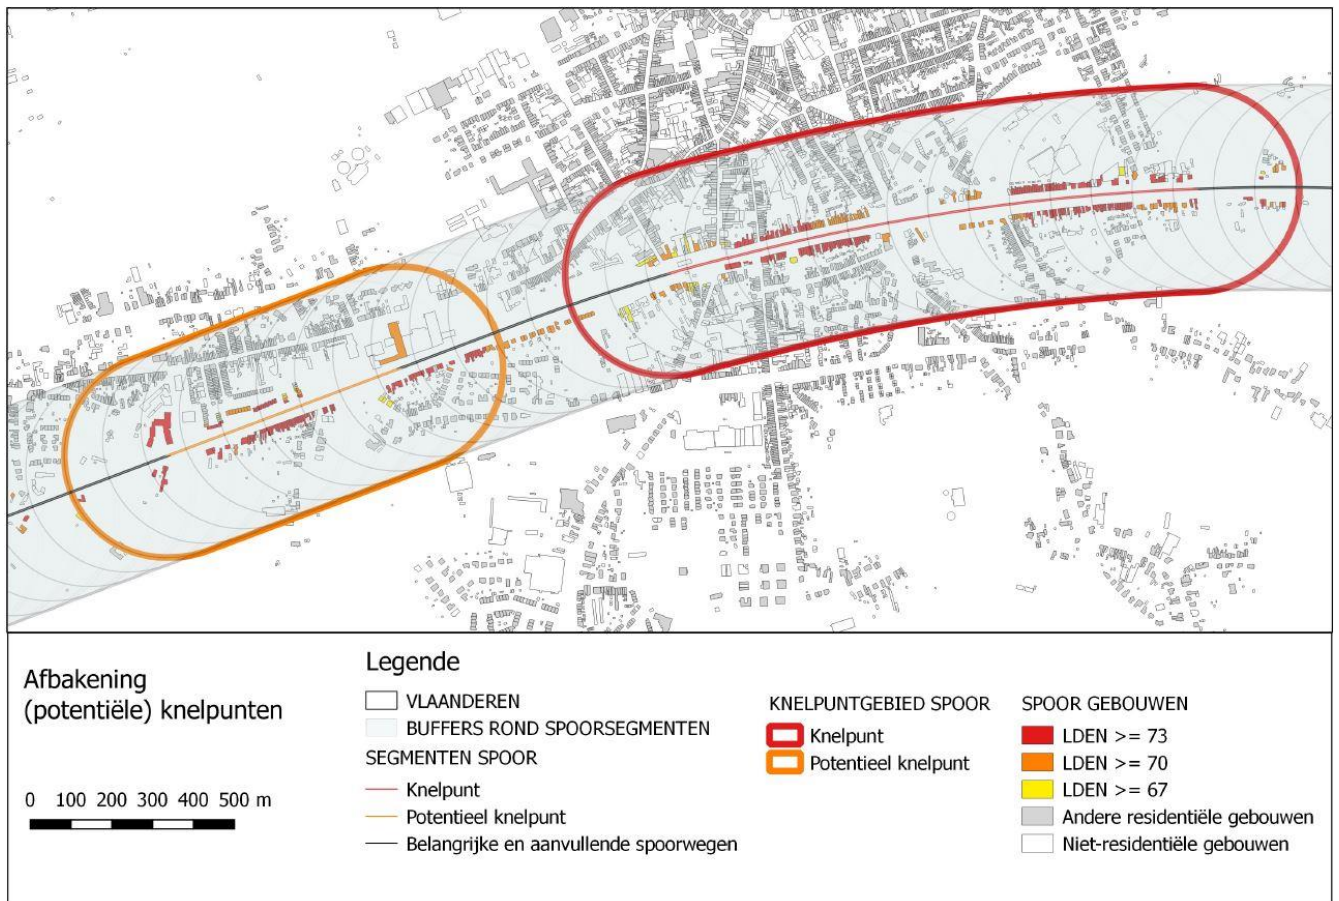 Afbakening
(potentiële) knelpunten
0 100 200 300 400 500 m
Legende
VLAANDEREN
BUFFERS ROND SPOORSEGMENTEN
SEGMENTEN SPOOR
Knelpunt
Potentieel knelpunt
Belangrijke en aanvullende spoorwegen
KNELPUNTGEBIED SPOOR
Knelpunt
Potentieel knelpunt
SPOOR GEBOUWEN
LDEN >= 73
LDEN >= 70
LDEN >= 67
Andere residentiële gebouwen
Niet-residentiële gebouwen